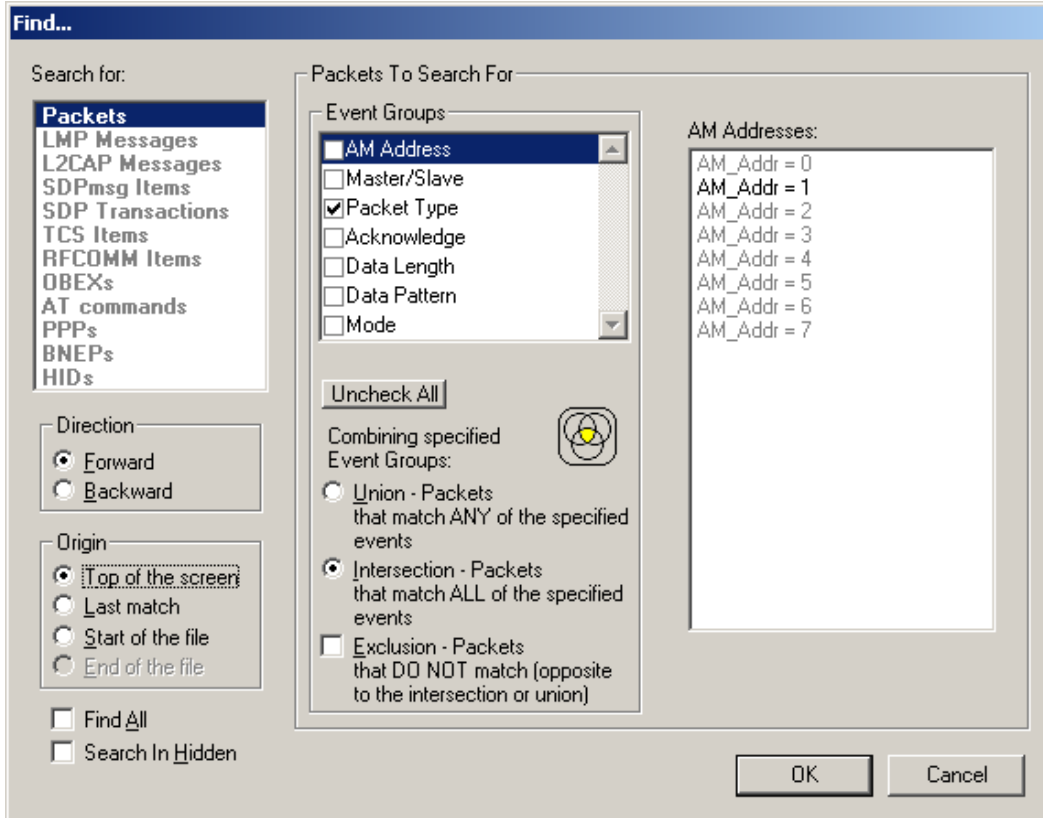 Find...
Search for:
Packets
LMP Messages
L2CAP Messages
SDPmsg Items
SDP Transactions
TCS Items
RFCOMM Items
OBEXs
AT commands
PPPs
BNEPs
HIDs
Direction
Forward
Backward
Origin
Top of the screen
Last match
Start of the file
End of the file
Find All
Search In Hidden
Packets To Search For
Event Groups
AM Address
Master/Slave
Packet Type
Acknowledge
Data Length
Data Pattern
Mode
Uncheck All
Combining specified
Event Groups:
Union - Packets
that match ANY of the specified
events
Intersection - Packets
that match ALL of the specified
events
Exclusion - Packets
that DO NOT match (opposite
to the intersection or union)
AM Addresses:
AM_Addr = 0
AM_Addr = 1
AM_Addr = 2
AM_Addr = 3
AM_Addr = 4
AM_Addr = 5
AM_Addr = 6
AM_Addr = 7
OK
Cancel